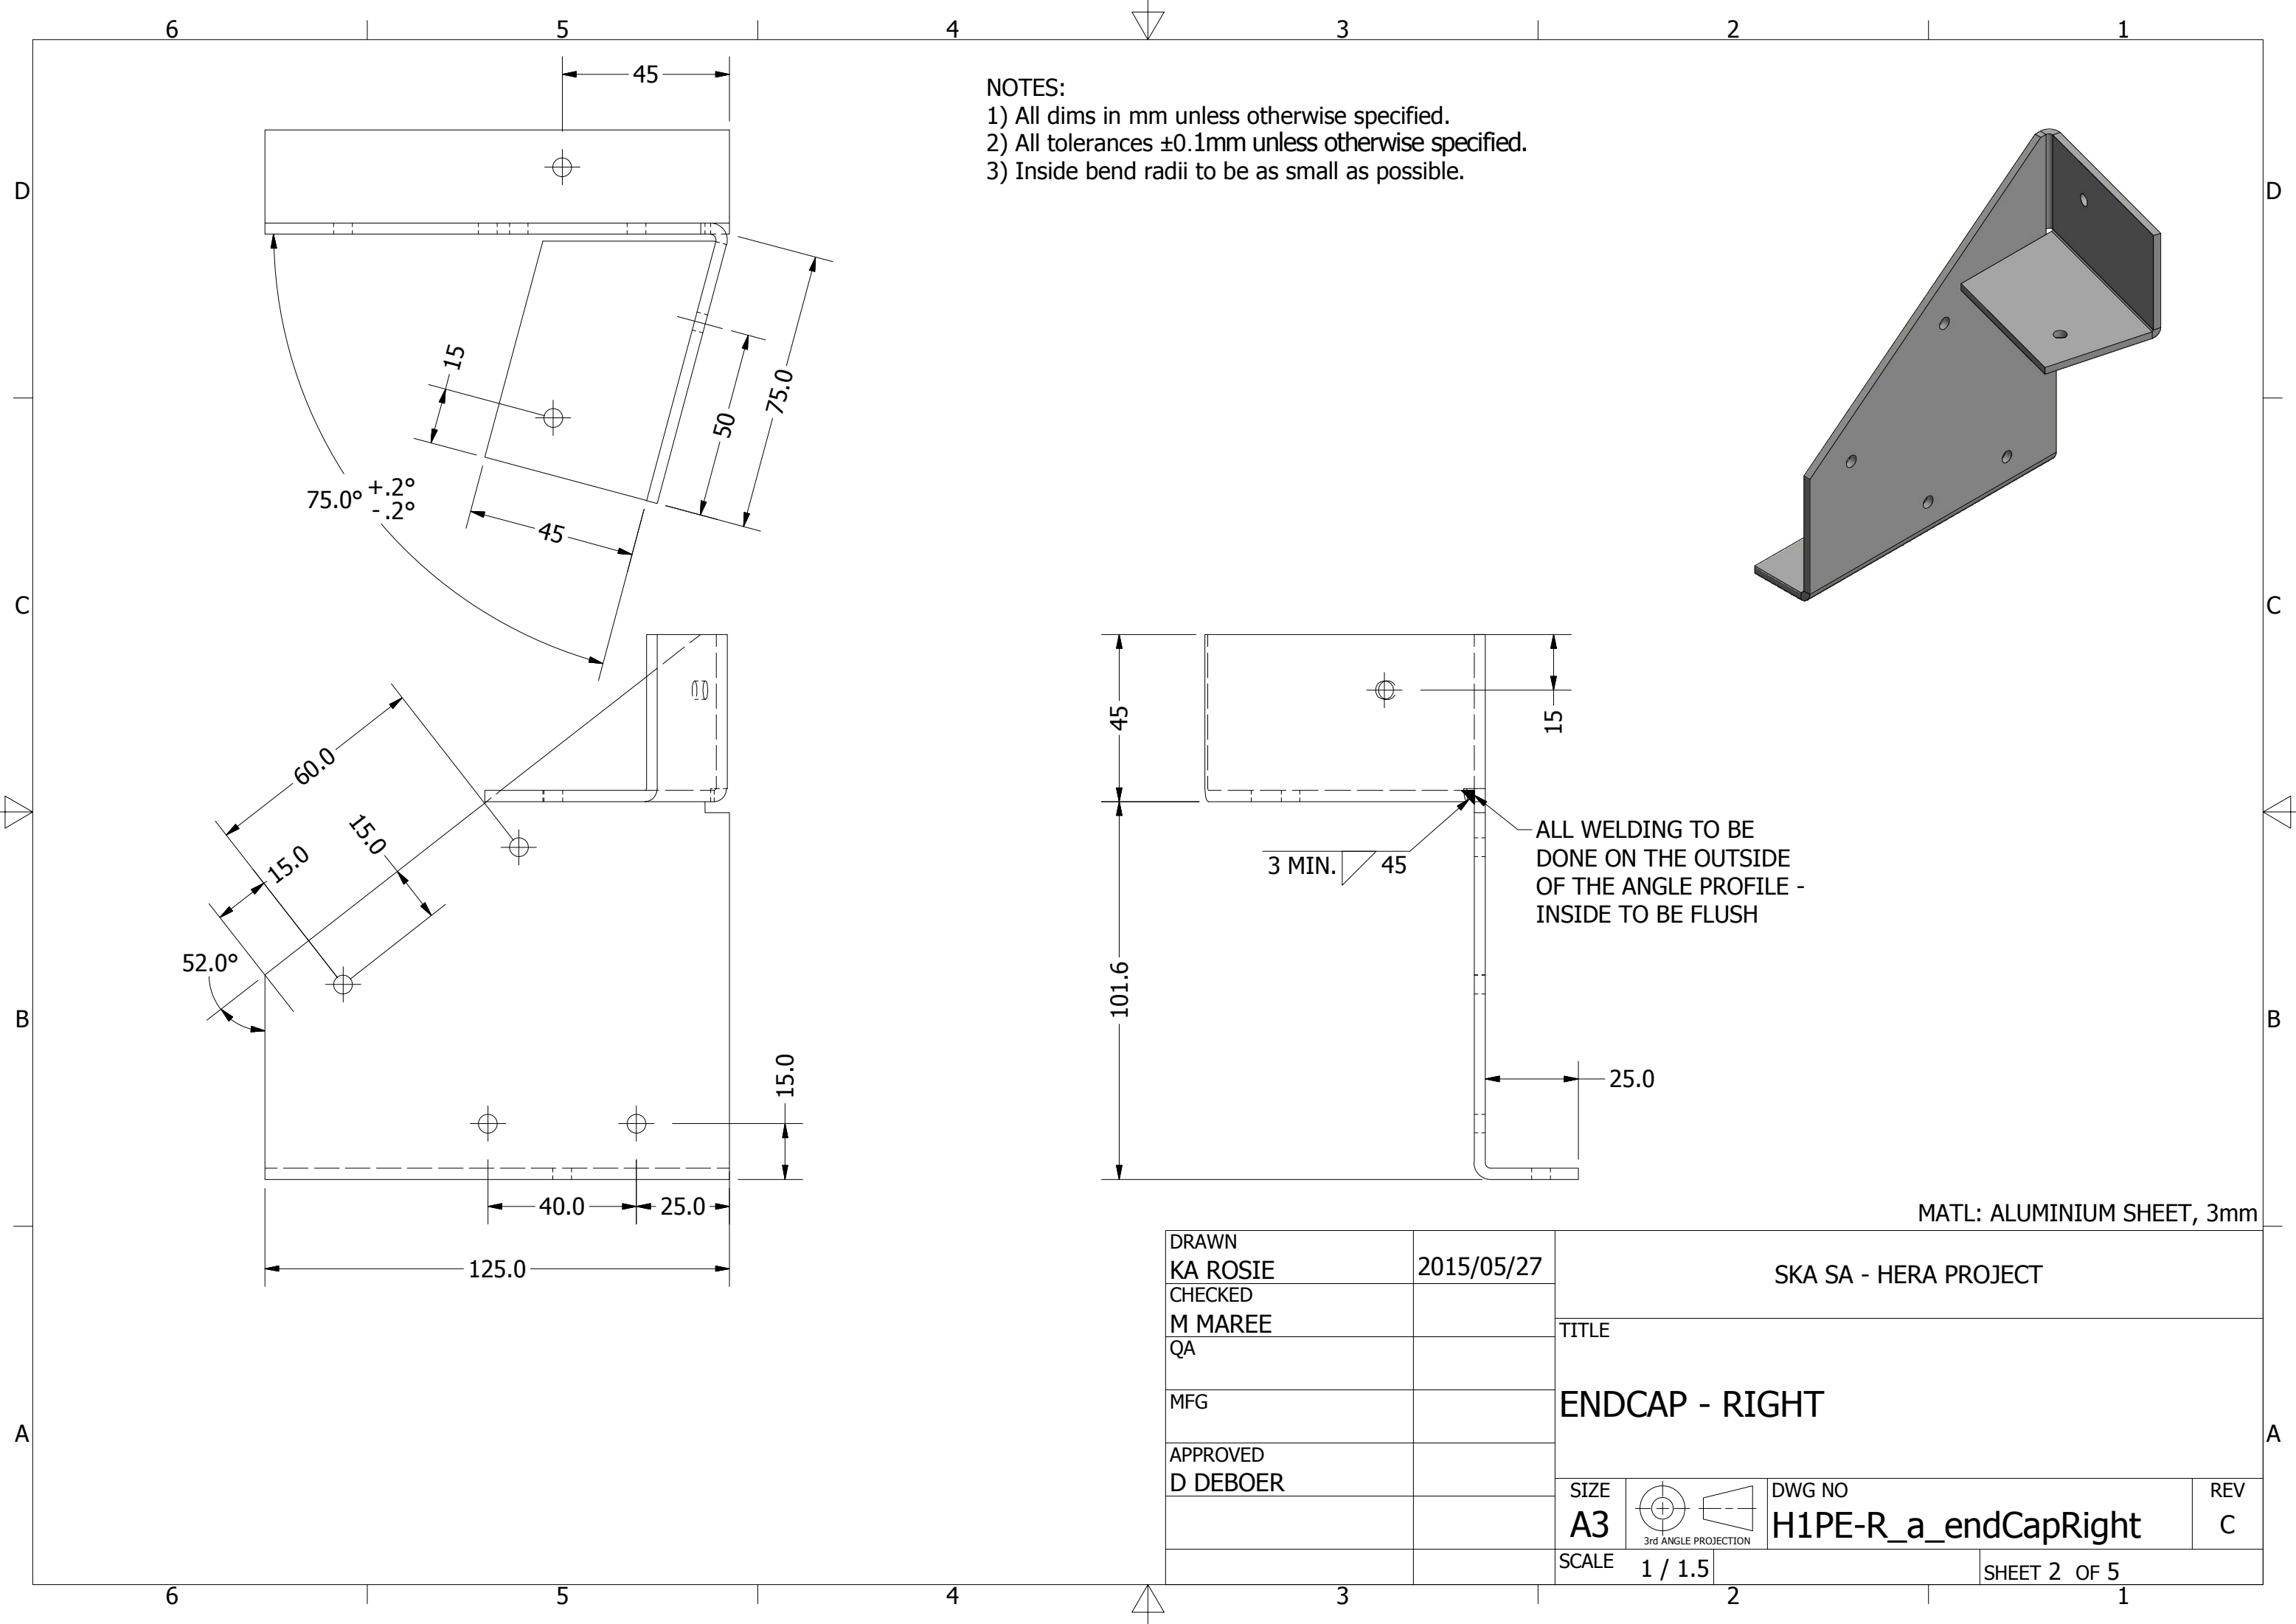 6 5 4 3 2 1
45
NOTES:
1) All dims in mm unless otherwise specified.
2) All tolerances ±0.1mm unless otherwise specified.
3) Inside bend radii to be as small as possible.
D D
15
50
75.0
75.0° +.2°
-.2°
45
C C
60.0
15.0
15.0
52.0°
45
15
3 MIN. 45
ALL WELDING TO BE
DONE ON THE OUTSIDE
OF THE ANGLE PROFILE -
INSIDE TO BE FLUSH
101.6
B B
15.0
25.0
40.0 25.0
125.0
MATL: ALUMINIUM SHEET, 3mm
DRAWN
KA ROSIE 2015/05/27
CHECKED
M MAREE
QA
MFG
APPROVED
D DEBOER
SKA SA - HERA PROJECT
TITLE
ENDCAP - RIGHT
A A
SIZE
A3
3rd ANGLE PROJECTION
DWG NO
H1PE-R_a_endCapRight
REV
C
SCALE 1 / 1.5
SHEET 2 OF 5
6 5 4 3 2 1